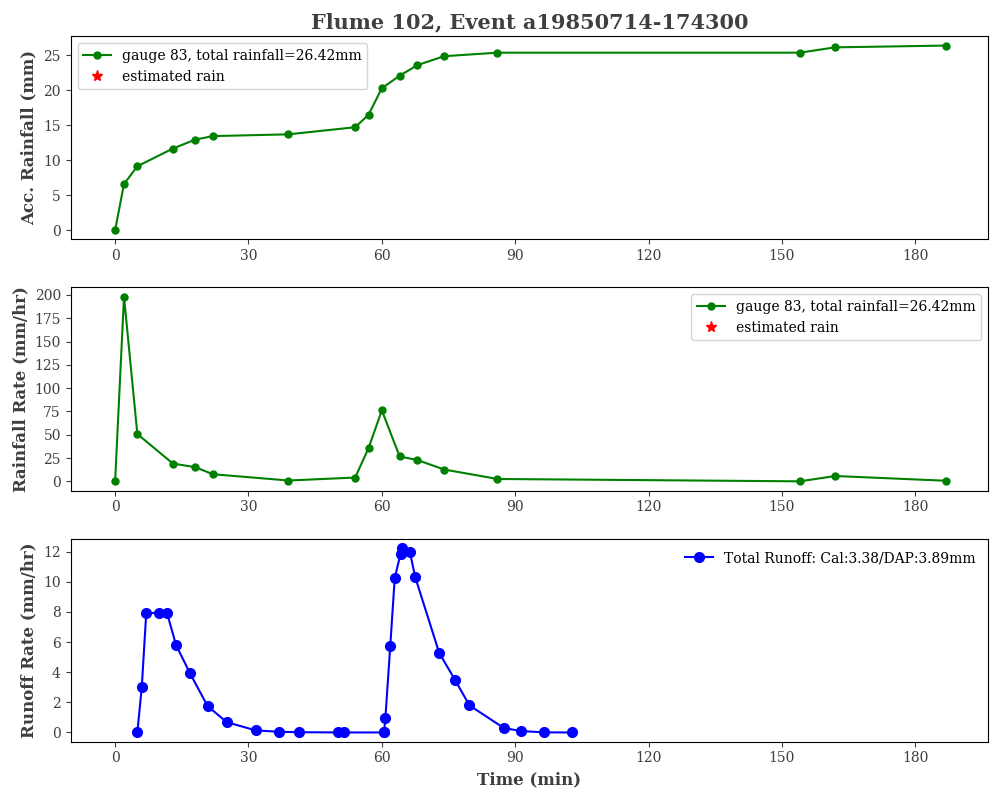 Flume 102, Event a19850714-174300
Acc. Rainfall (mm)
25
20
15
10
5
0
gauge 83, total rainfall=26.42mm
estimated rain
0 30 60 90 120 150 180
Rainfall Rate (mm/hr)
200
175
150
125
100
75
50
25
0
gauge 83, total rainfall=26.42mm
estimated rain
0 30 60 90 120 150 180
Runoff Rate (mm/hr)
12
10
8
6
4
2
0
Total Runoff: Cal:3.38/DAP:3.89mm
0 30 60 90 120 150 180
Time (min)